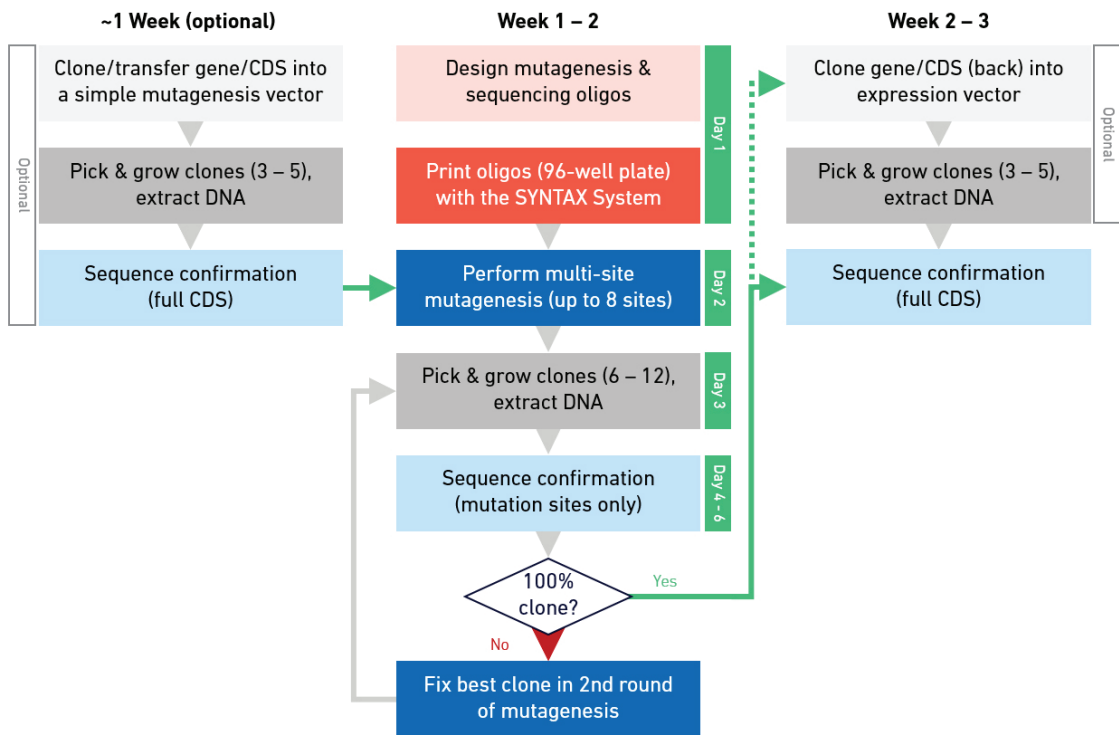 ~1 Week (optional)
Clone/transfer gene/CDS into
a simple mutagenesis vector
Pick & grow clones (3 – 5),
extract DNA
Sequence confirmation
(full CDS)
Optional
Week 1 – 2
Design mutagenesis &
sequencing oligos
Print oligos (96-well plate)
with the SYNTAX System
Day 1
Perform multi-site
mutagenesis (up to 8 sites)
Day 2
Pick & grow clones (6 – 12),
extract DNA
Day 3
Sequence confirmation
(mutation sites only)
Day 4 - 6
100%
clone?
Yes
No
Fix best clone in 2nd round
of mutagenesis
Week 2 – 3
Clone gene/CDS (back) into
expression vector
Pick & grow clones (3 – 5),
extract DNA
Optional
Sequence confirmation
(full CDS)